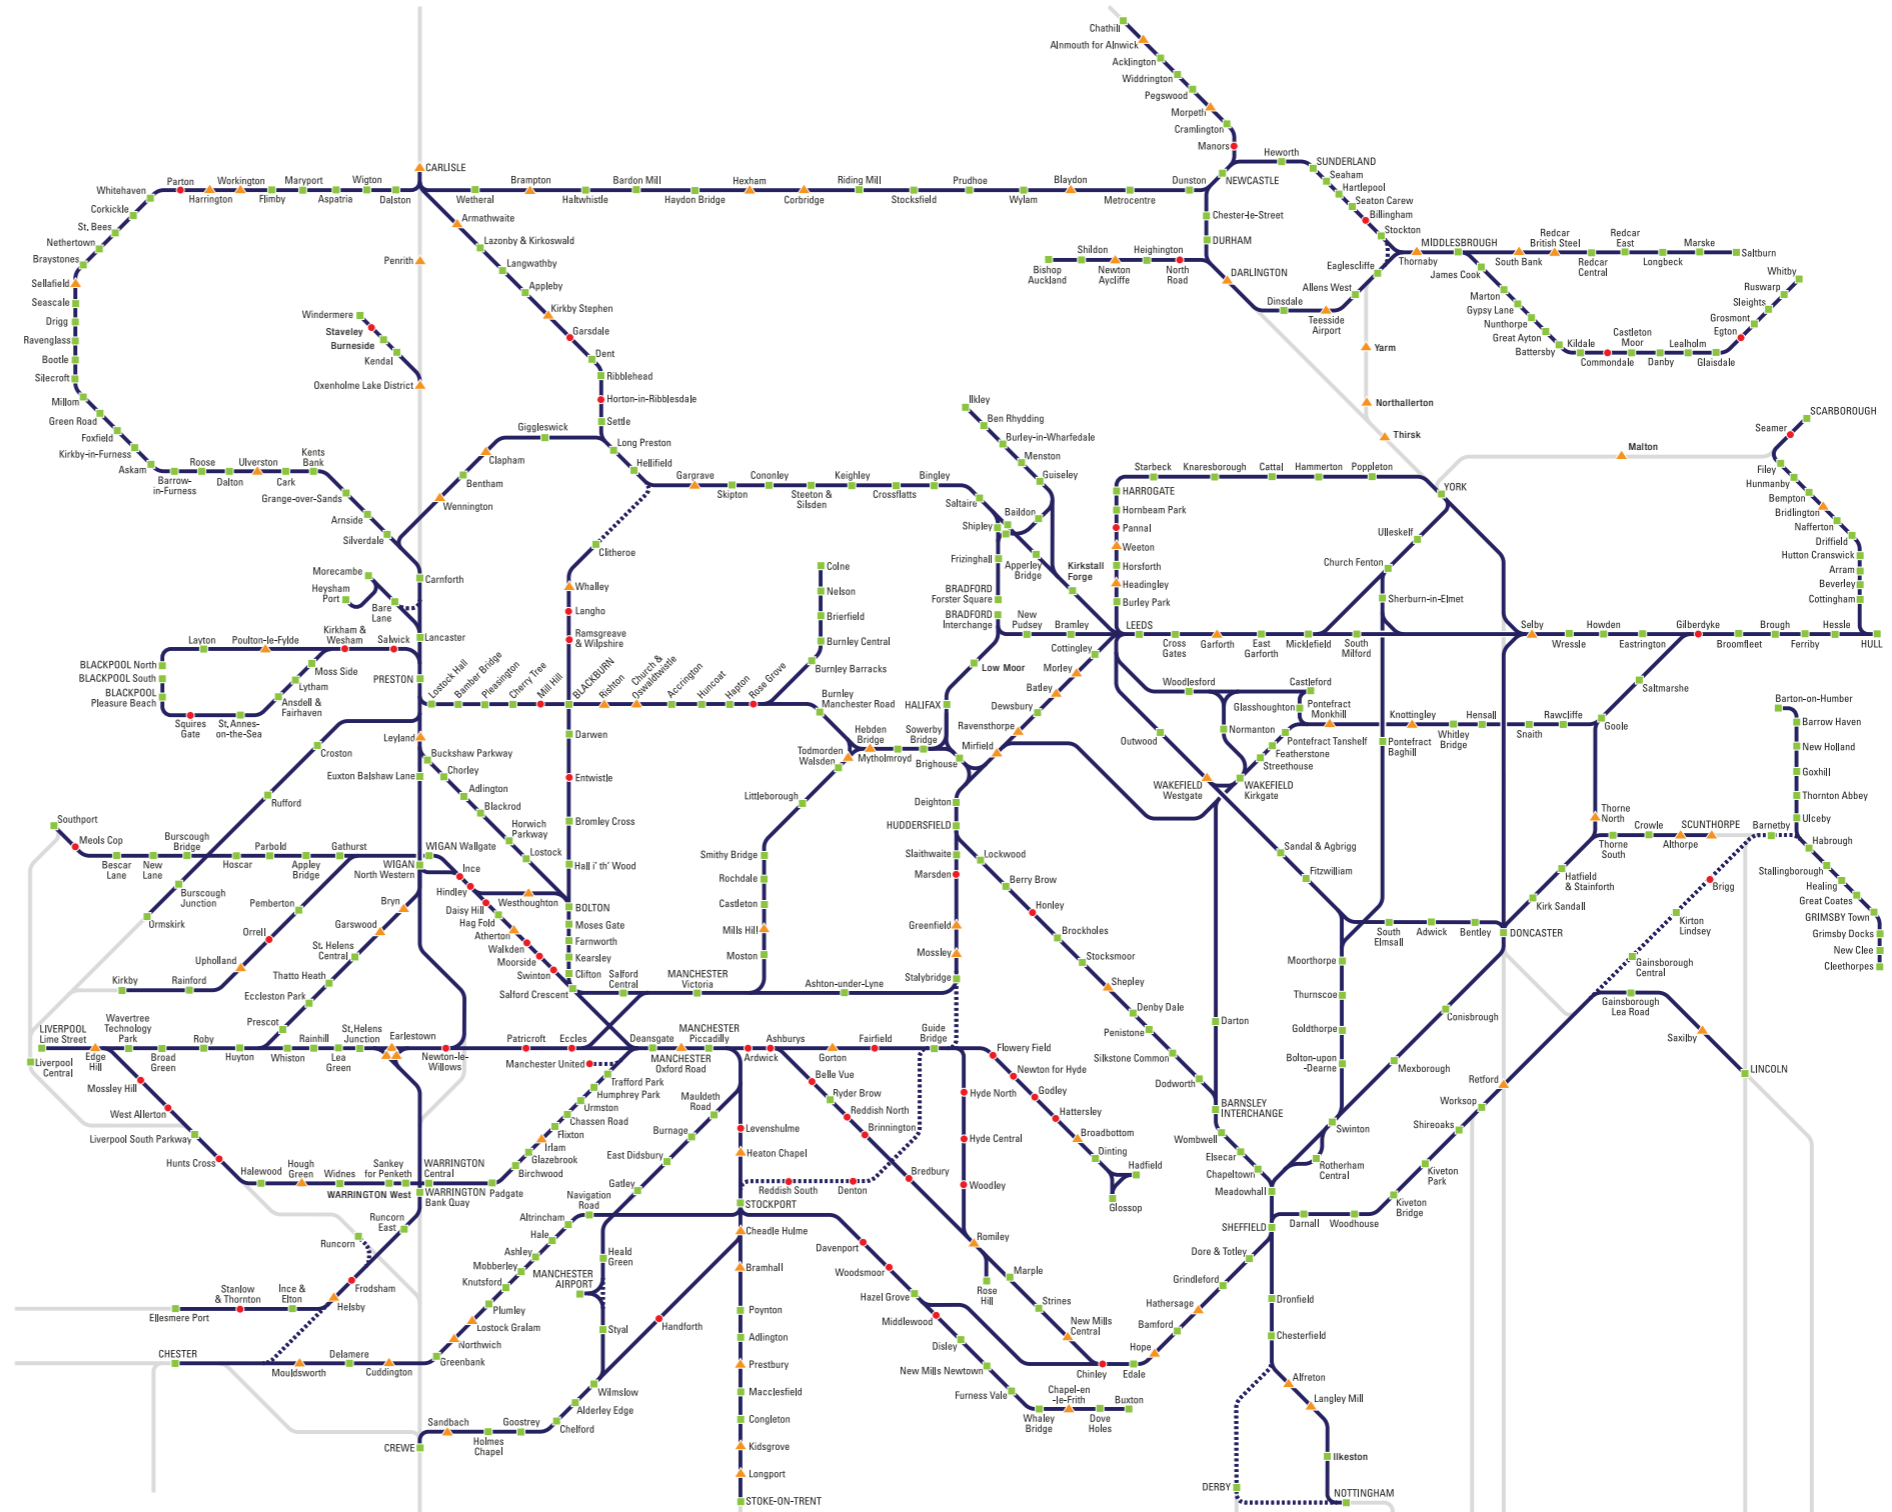 Chathill
Alnmouth for Alnwick
Acklington
Widdrington
Pegswood
Morpeth
Cramlington
Manors
Heworth
SUNDERLAND
Seaham
Hartlepool
Seaton Carew
Billingham
Stockton
CARLISLE
Whitehaven
Parton
Harrington
Workington
Flimby
Maryport
Aspatria
Wigton
Dalston
Wetheral
Brampton
Haltwhistle
Bardon Mill
Haydon Bridge
Hexham
Corbridge
Riding Mill
Stocksfield
Prudhoe
Wylam
Blaydon
Metrocentre
Dunston
NEWCASTLE
Chester-le-Street
DURHAM
Corkickle
St. Bees
Nethertown
Braystones
Sellafield
Seascale
Drigg
Ravenglass
Bootle
Silecroft
Millom
Green Road
Foxfield
Kirkby-in-Furness
Askam
Barrow-
in-Furness
Roose
Dalton
Ulverston
Cark
Kents
Bank
Grange-over-Sands
Arnside
Silverdale
Armathwaite
Lazonby & Kirkoswald
Langwathby
Appleby
Kirkby Stephen
Garsdale
Dent
Ribblehead
Horton-in-Ribblesdale
Settle
Long Preston
Hellifield
Giggleswick
Clapham
Bentham
Wennington
Penrith
Windermere
Staveley
Burneside
Kendal
Oxenholme Lake District
Bishop
Auckland
Shildon
Newton
Aycliffe
Heighington
North
Road
DARLINGTON
Dinsdale
Teesside
Airport
Allens West
Eaglescliffe
Thornaby
MIDDLESBROUGH
South Bank
Redcar
British Steel
Redcar
Central
Redcar
East
Longbeck
Marske
Saltburn
James Cook
Marton
Gypsy Lane
Nunthorpe
Great Ayton
Battersby
Kildale
Commondale
Castleton
Moor
Danby
Lealholm
Glaisdale
Egton
Grosmont
Sleights
Ruswarp
Whitby
Yarm
Northallerton
Thirsk
Malton
SCARBOROUGH
Seamer
Filey
Hunmanby
Bempton
Bridlington
Nafferton
Driffield
Hutton Cranswick
Arram
Beverley
Cottingham
HULL
Gargrave
Skipton
Cononley
Steeton &
Silsden
Keighley
Crossflatts
Bingley
Saltaire
Shipley
Baildon
Frizinghall
Apperley
Bridge
Kirkstall
Forge
BRADFORD
Forster Square
BRADFORD
Interchange
New
Pudsey
Bramley
Ilkley
Ben Rhydding
Burley-in-Wharfedale
Menston
Guiseley
Starbeck
Knaresborough
Cattal
Hammerton
Poppleton
YORK
HARROGATE
Hornbeam Park
Pannal
Weeton
Horsforth
Headingley
Burley Park
LEEDS
Cross
Gates
Garforth
East
Garforth
Micklefield
South
Milford
Ulleskelf
Church Fenton
Sherburn-in-Elmet
Selby
Wressle
Howden
Eastrington
Gilberdyke
Broomfleet
Brough
Ferriby
Hessle
Saltmarshe
Goole
Clitheroe
Whalley
Langho
Ramsgreave
& Wilpshire
Carnforth
Morecambe
Heysham
Port
Bare
Lane
Lancaster
Layton
Poulton-le-Fylde
Kirkham &
Wesham
Salwick
BLACKPOOL North
BLACKPOOL South
BLACKPOOL
Pleasure Beach
Squires
Gate
St. Annes-
on-the-Sea
Ansdell &
Fairhaven
Lytham
Moss Side
PRESTON
Lostock Hall
Bamber Bridge
Pleasington
Cherry Tree
Mill Hill
BLACKBURN
Rishton
Church &
Oswaldtwistle
Accrington
Huncoat
Hapton
Rose Grove
Burnley Barracks
Burnley Central
Brierfield
Nelson
Colne
Burnley
Manchester Road
Hebden
Bridge
Todmorden
Walsden
Mytholmroyd
Sowerby
Bridge
HALIFAX
Low Moor
Brighouse
Mirfield
Ravensthorpe
Dewsbury
Batley
Morley
Cottingley
Woodlesford
Castleford
Glasshoughton
Pontefract
Monkhill
Normanton
Pontefract Tanshelf
Featherstone
Streethouse
Knottingley
Whitley
Bridge
Hensall
Snaith
Rawcliffe
Pontefract
Baghill
Outwood
WAKEFIELD
Westgate
WAKEFIELD
Kirkgate
Leyland
Croston
Rufford
Euxton Balshaw Lane
Buckshaw Parkway
Chorley
Adlington
Blackrod
Horwich
Parkway
Lostock
Darwen
Entwistle
Bromley Cross
Hall i' th' Wood
Littleborough
Smithy Bridge
Rochdale
Castleton
Mills Hill
Moston
Deighton
HUDDERSFIELD
Slaithwaite
Marsden
Greenfield
Mossley
Stalybridge
Lockwood
Berry Brow
Honley
Brockholes
Stocksmoor
Shepley
Denby Dale
Penistone
Silkstone Common
Dodworth
Darton
BARNSLEY
INTERCHANGE
Wombwell
Elsecar
Chapeltown
Meadowhall
SHEFFIELD
Sandal & Agbrigg
Fitzwilliam
South
Elmsall
Adwick
Bentley
DONCASTER
Moorthorpe
Thurnscoe
Goldthorpe
Bolton-upon
-Dearne
Swinton
Rotherham
Central
Mexborough
Conisbrough
Kirk Sandall
Hatfield
& Stainforth
Thorne
North
Thorne
South
Crowle
Althorpe
SCUNTHORPE
Barnetby
Barton-on-Humber
Barrow Haven
New Holland
Goxhill
Thornton Abbey
Ulceby
Habrough
Stallingborough
Healing
Great Coates
GRIMSBY Town
Grimsby Docks
New Clee
Cleethorpes
Brigg
Kirton
Lindsey
Gainsborough
Central
Gainsborough
Lea Road
Saxilby
LINCOLN
Retford
Worksop
Shireoaks
Kiveton
Park
Kiveton
Bridge
Woodhouse
Darnall
Southport
Meols Cop
Bescar
Lane
New
Lane
Burscough
Bridge
Hoscar
Parbold
Appley
Bridge
Gathurst
WIGAN Wallgate
WIGAN
North Western
Burscough
Junction
Ormskirk
Pemberton
Orrell
Upholland
Rainford
Kirby
Bryn
Garswood
St. Helens
Central
Thatto Heath
Eccleston Park
Prescot
Ince
Hindley
Westhoughton
Daisy Hill
Hag Fold
Atherton
Walkden
Moorside
Swinton
BOLTON
Moses Gate
Farnworth
Kearsley
Clifton
Salford Crescent
Salford
Central
MANCHESTER
Victoria
Ashton-under-Lyne
LIVERPOOL
Lime Street
Liverpool
Central
Edge
Hill
Wavertree
Technology
Park
Broad
Green
Roby
Huyton
Whiston
Rainhill
Lea
Green
St.Helens
Junction
Earlestown
Newton-le-
Willows
Patricroft
Eccles
Manchester United
Deansgate
MANCHESTER
Oxford Road
MANCHESTER
Piccadilly
Ardwick
Ashburys
Gorton
Fairfield
Guide
Bridge
Flowery Field
Newton for Hyde
Godley
Hattersley
Broadbottom
Dinting
Hadfield
Glossop
Hyde North
Hyde Central
Woodley
Mossley Hill
West Allerton
Liverpool South Parkway
Hunts Cross
Halewood
Hough
Green
Widnes
Sankey
for Penketh
WARRINGTON West
WARRINGTON
Central
WARRINGTON
Bank Quay
Padgate
Birchwood
Glazebrook
Irlam
Flixton
Chassen Road
Urmston
Humphrey Park
Trafford Park
Mauldeth
Road
Burnage
East Didsbury
Gatley
Levenshulme
Heaton Chapel
Reddish South
Denton
STOCKPORT
Belle Vue
Ryder Brow
Reddish North
Brinnington
Bredbury
Romiley
Rose
Hill
Marple
Strines
New Mills
Central
Chinley
Edale
Hope
Bamford
Hathersage
Grindleford
Dore & Totley
Runcorn
East
Runcorn
Frodsham
Helsby
Ince &
Elton
Stanlow
& Thornton
Ellesmere Port
CHESTER
Mouldsworth
Delamere
Cuddington
Greenbank
Northwich
Lostock Gralam
Plumley
Knutsford
Mobberley
Ashley
Hale
Altrincham
Navigation
Road
Heald
Green
MANCHESTER
AIRPORT
Styal
Handforth
Wilmslow
Alderley Edge
Chelford
Goostrey
Holmes
Chapel
Sandbach
CREWE
Cheadle Hulme
Bramhall
Poynton
Adlington
Prestbury
Macclesfield
Congleton
Kidsgrove
Longport
STOKE-ON-TRENT
Davenport
Woodsmoor
Hazel Grove
Middlewood
Disley
New Mills Newtown
Furness Vale
Whaley
Bridge
Chapel-en
-le-Frith
Dove
Holes
Buxton
Dronfield
Chesterfield
Alfreton
Langley Mill
Ilkeston
DERBY
NOTTINGHAM